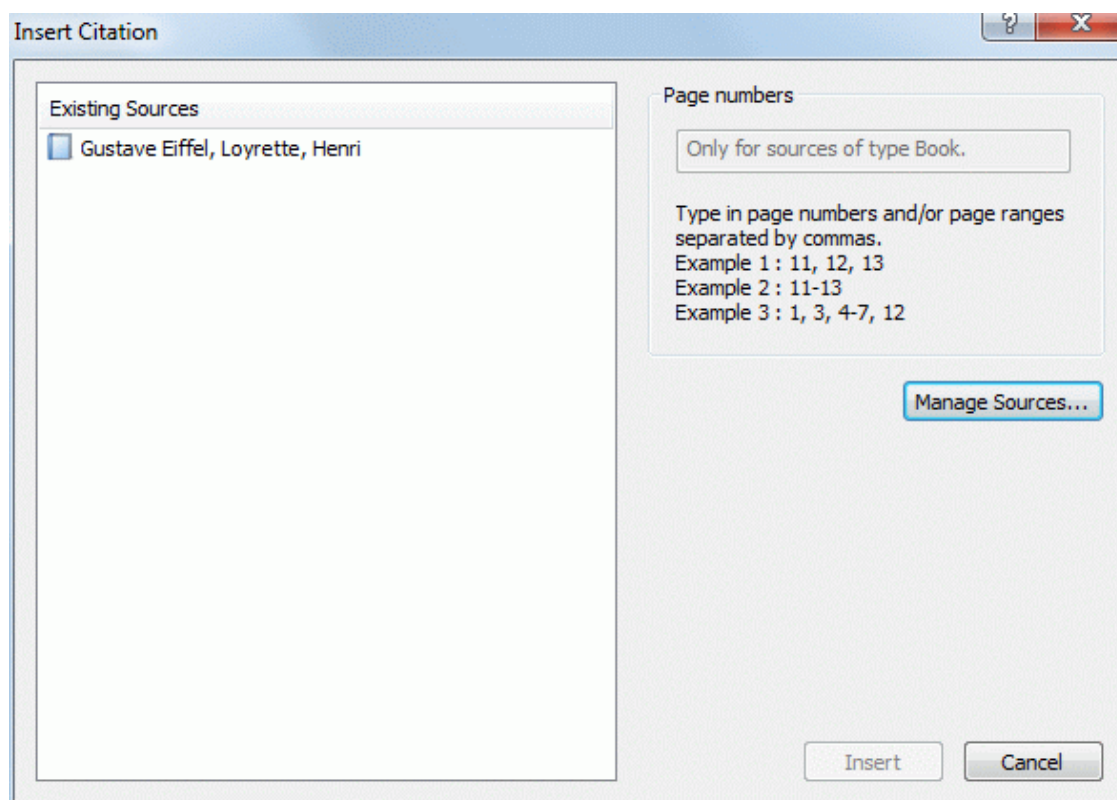 Insert Citation
?
X
Existing Sources
Gustave Eiffel, Loyrette, Henri
Page numbers
Only for sources of type Book.
Type in page numbers and/or page ranges
separated by commas.
Example 1 : 11, 12, 13
Example 2 : 11-13
Example 3 : 1, 3, 4-7, 12
Manage Sources...
Insert
Cancel